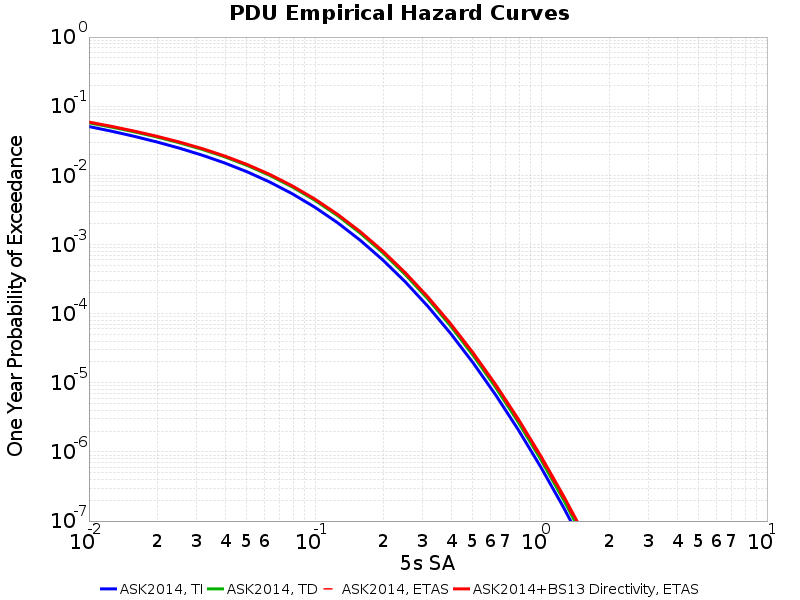 PDU Empirical Hazard Curves
One Year Probability of Exceedance
10^0
10^-1
10^-2
10^-3
10^-4
10^-5
10^-6
10^-7
10^-2 2 3 4 5 6 10^-1 2 3 4 5 6 7 10^0 2 3 4 5 6 7 10^1
5s SA
ASK2014, TI ASK2014, TD ASK2014, ETAS ASK2014+BS13 Directivity, ETAS